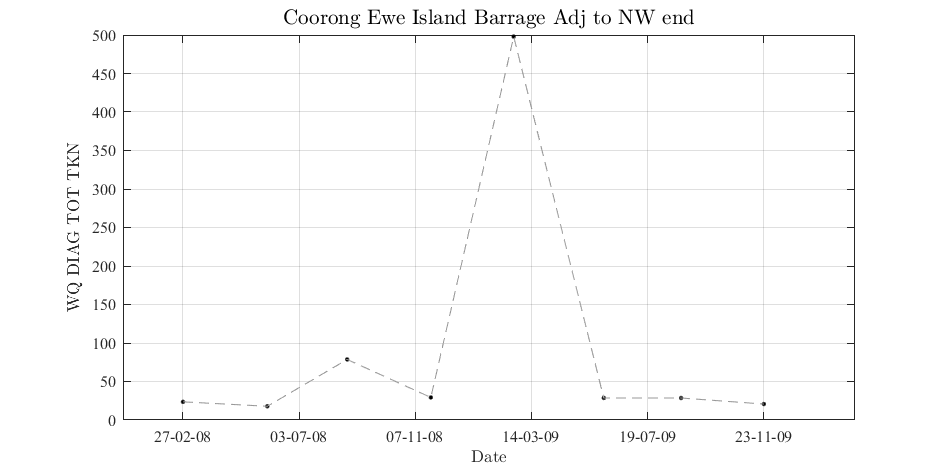 Coorong Ewe Island Barrage Adj to NW end
500
450
400
350
300
250
200
150
100
50
0
WQ DIAG TOT TKN
27-02-08 03-07-08 07-11-08 14-03-09 19-07-09 23-11-09
Date